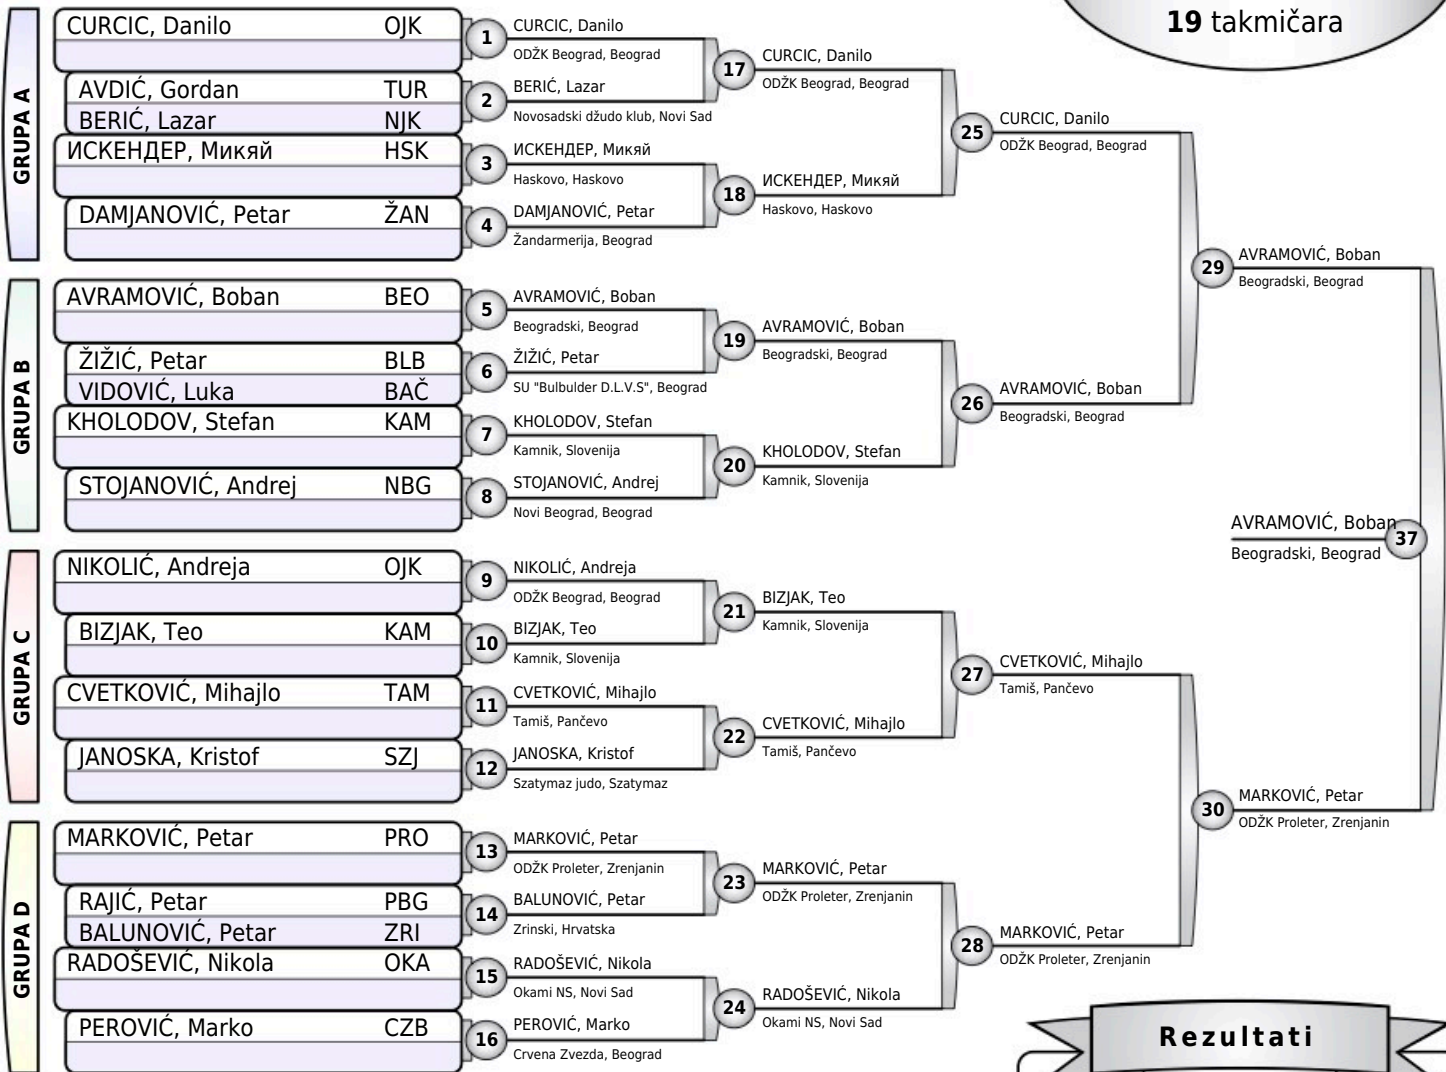 19 takmičara
GRUPA A
CURCIC, Danilo OJK
AVDIĆ, Gordan TUR
BERIĆ, Lazar NJK
ИСКЕНДЕР, Микяй HSK
DAMJANOVIĆ, Petar ŽAN
GRUPA B
AVRAMOVIĆ, Boban BEO
ŽIŽIĆ, Petar BLB
VIDOVIĆ, Luka BAČ
KHOLODOV, Stefan KAM
STOJANOVIĆ, Andrej NBG
GRUPA C
NIKOLIĆ, Andreja OJK
BIZJAK, Teo KAM
CVETKOVIĆ, Mihajlo TAM
JANOSKA, Kristof SZJ
GRUPA D
MARKOVIĆ, Petar PRO
RAJIĆ, Petar PBG
BALUNOVIĆ, Petar ZRI
RADOŠEVIĆ, Nikola OKA
PEROVIĆ, Marko CZB
1
CURCIC, Danilo
ODŽK Beograd, Beograd
2
BERIĆ, Lazar
Novosadski džudo klub, Novi Sad
3
ИСКЕНДЕР, Микяй
Haskovo, Haskovo
4
DAMJANOVIĆ, Petar
Žandarmerija, Beograd
5
AVRAMOVIĆ, Boban
Beogradski, Beograd
6
ŽIŽIĆ, Petar
SU "Bulbulder D.L.V.S", Beograd
7
KHOLODOV, Stefan
Kamnik, Slovenija
8
STOJANOVIĆ, Andrej
Novi Beograd, Beograd
9
NIKOLIĆ, Andreja
ODŽK Beograd, Beograd
10
BIZJAK, Teo
Kamnik, Slovenija
11
CVETKOVIĆ, Mihajlo
Tamiš, Pančevo
12
JANOSKA, Kristof
Szatymaz judo, Szatymaz
13
MARKOVIĆ, Petar
ODŽK Proleter, Zrenjanin
14
BALUNOVIĆ, Petar
Zrinski, Hrvatska
15
RADOŠEVIĆ, Nikola
Okami NS, Novi Sad
16
PEROVIĆ, Marko
Crvena Zvezda, Beograd
17
CURCIC, Danilo
ODŽK Beograd, Beograd
18
ИСКЕНДЕР, Микяй
Haskovo, Haskovo
19
AVRAMOVIĆ, Boban
Beogradski, Beograd
20
KHOLODOV, Stefan
Kamnik, Slovenija
21
BIZJAK, Teo
Kamnik, Slovenija
22
CVETKOVIĆ, Mihajlo
Tamiš, Pančevo
23
MARKOVIĆ, Petar
ODŽK Proleter, Zrenjanin
24
RADOŠEVIĆ, Nikola
Okami NS, Novi Sad
25
CURCIC, Danilo
ODŽK Beograd, Beograd
26
AVRAMOVIĆ, Boban
Beogradski, Beograd
27
CVETKOVIĆ, Mihajlo
Tamiš, Pančevo
28
MARKOVIĆ, Petar
ODŽK Proleter, Zrenjanin
29
AVRAMOVIĆ, Boban
Beogradski, Beograd
30
MARKOVIĆ, Petar
ODŽK Proleter, Zrenjanin
AVRAMOVIĆ, Boban
37
Beogradski, Beograd
Rezultati